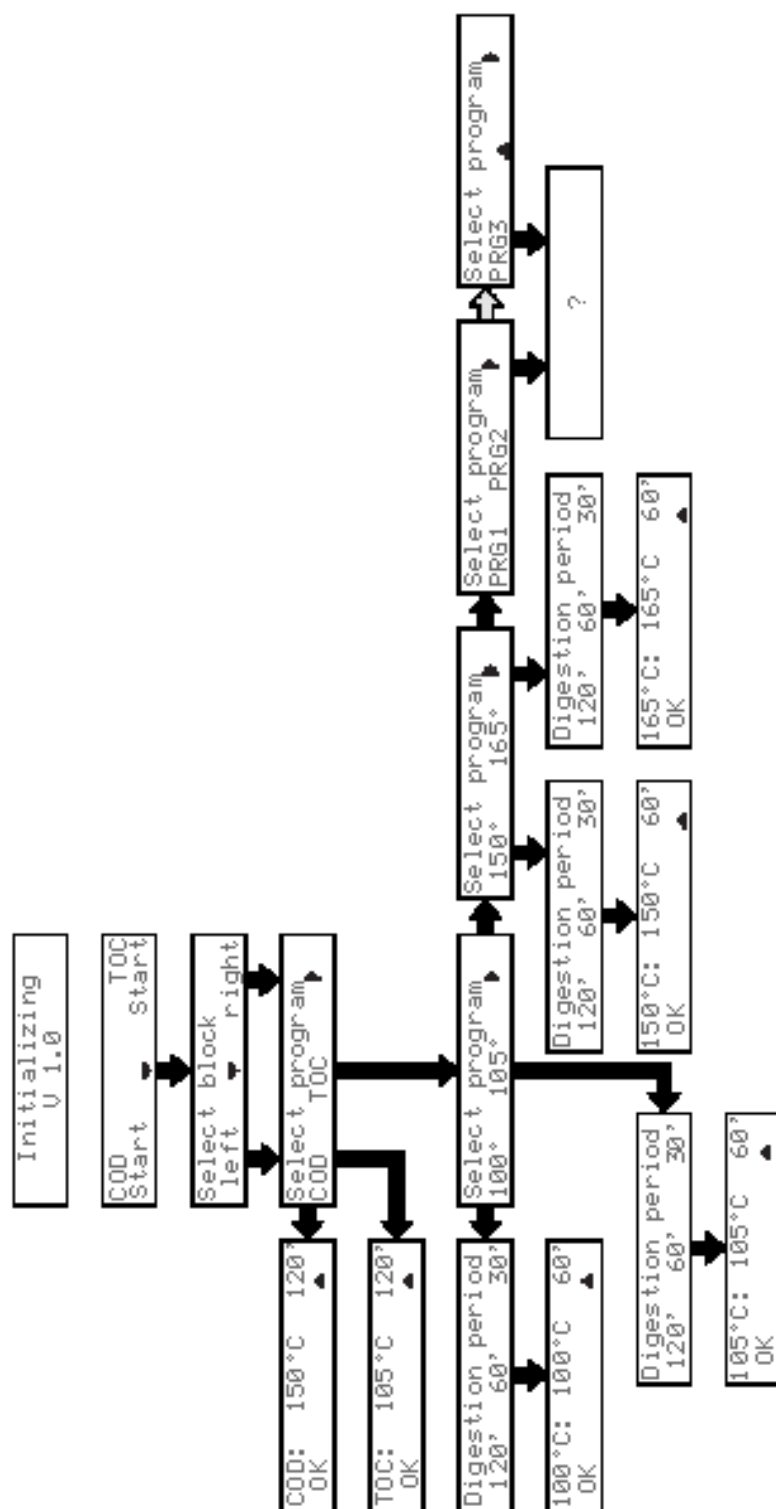 Initializing
V 1.0
COD TOC
Start ▼ Start
Select block
left ▼ right
Select program
COD TOC ▼
COD: 150°C 120'
OK ▲
TOC: 105°C 120'
OK ▲
Select program
100° 105° ▼
Select program
150° 165° ▼
Select program
PRG1 PRG2 ▼
Select program
PRG3 ▲ ▼
Digestion period
120' 60' 30'
100°C: 100°C 60'
OK ▲
Digestion period
120' 60' 30'
105°C: 105°C 60'
OK ▲
Digestion period
120' 60' 30'
150°C: 150°C 60'
OK ▲
Digestion period
120' 60' 30'
165°C: 165°C 60'
OK ▲
?